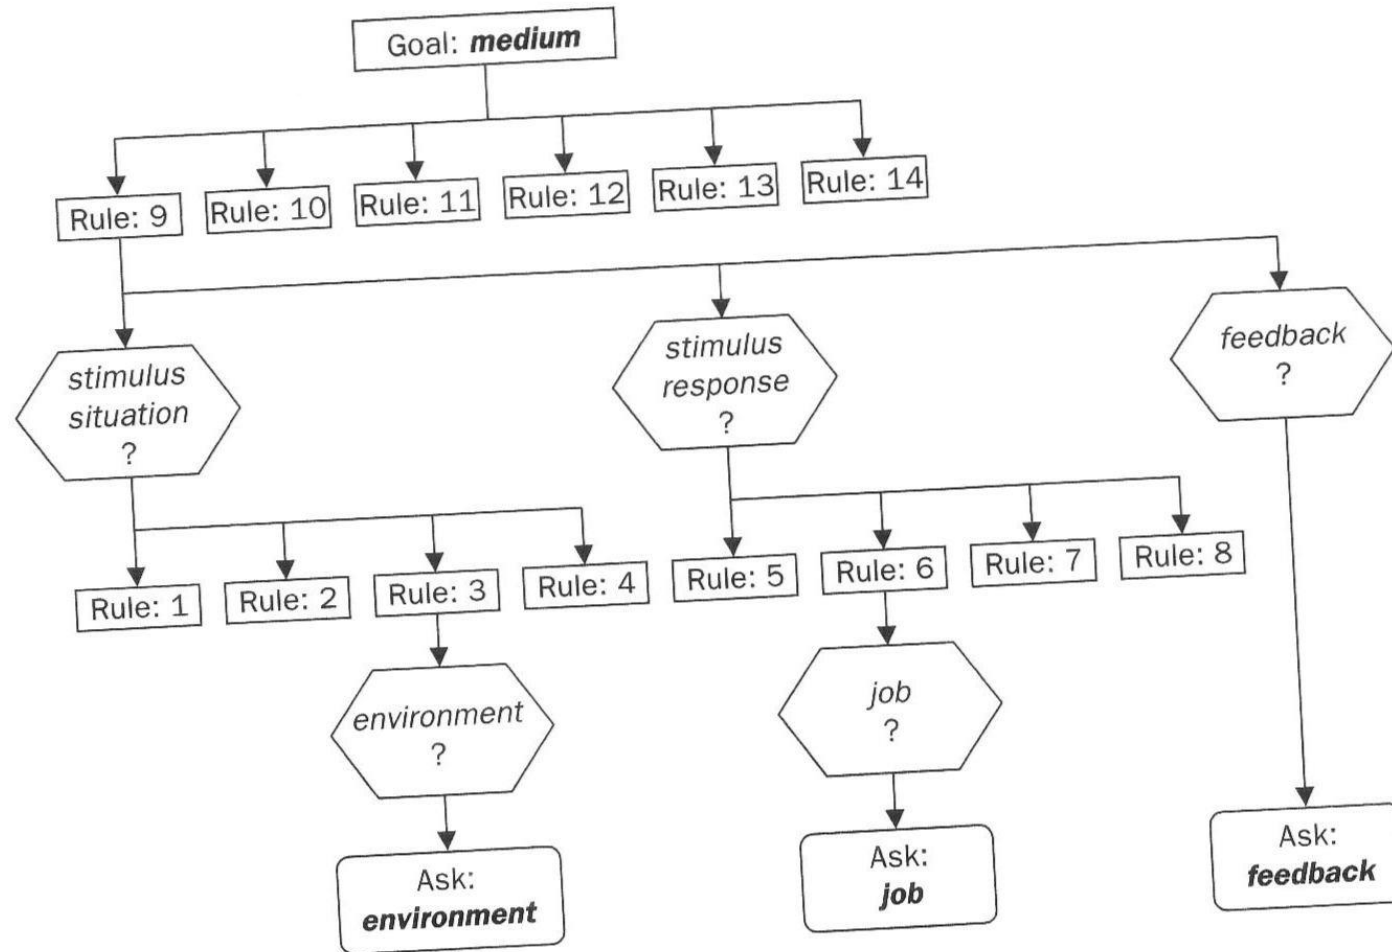 Goal: medium
Rule: 9
Rule: 10
Rule: 11
Rule: 12
Rule: 13
Rule: 14
stimulus
situation
?
stimulus
response
?
feedback
?
Rule: 1
Rule: 2
Rule: 3
Rule: 4
Rule: 5
Rule: 6
Rule: 7
Rule: 8
environment
?
job
?
Ask:
environment
Ask:
job
Ask:
feedback